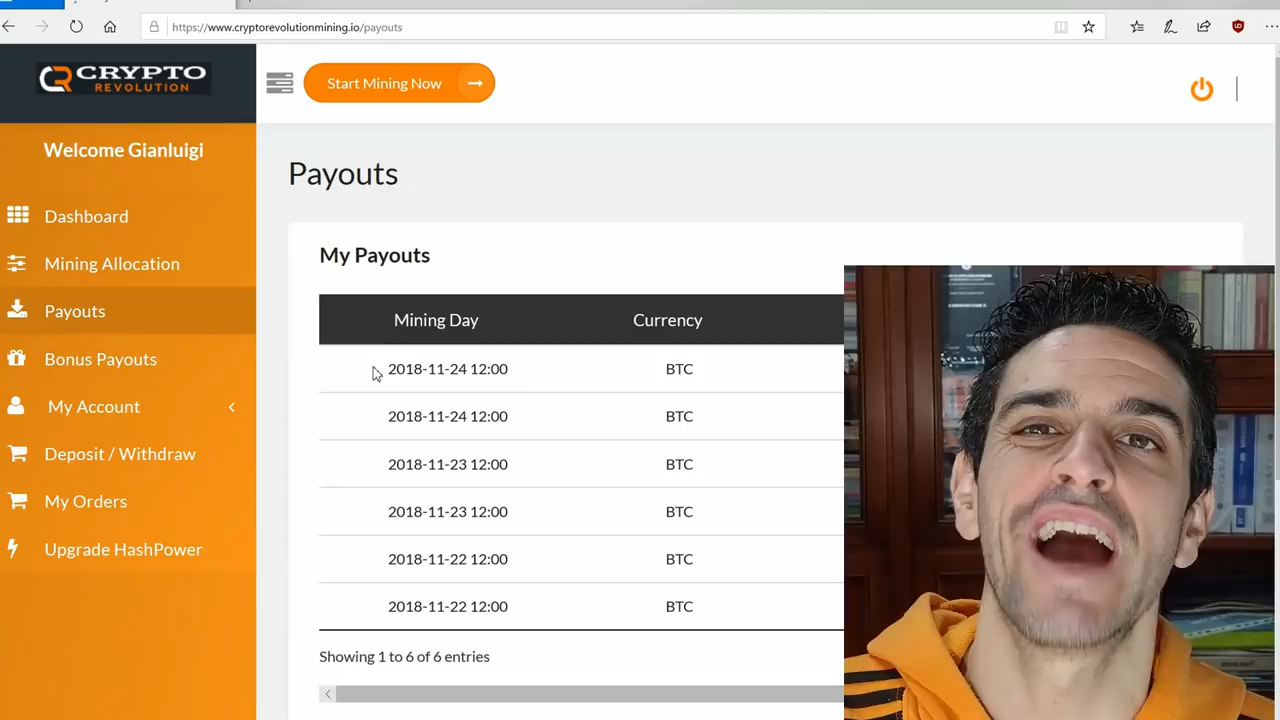 https://www.cryptorevolutionmining.io/payouts
CRYPTO
REVOLUTION
Start Mining Now
Welcome Gianluigi
Dashboard
Mining Allocation
Payouts
Bonus Payouts
My Account
Deposit / Withdraw
My Orders
Upgrade HashPower
Payouts
My Payouts
Mining Day Currency
2018-11-24 12:00 BTC
2018-11-24 12:00 BTC
2018-11-23 12:00 BTC
2018-11-23 12:00 BTC
2018-11-22 12:00 BTC
2018-11-22 12:00 BTC
Showing 1 to 6 of 6 entries